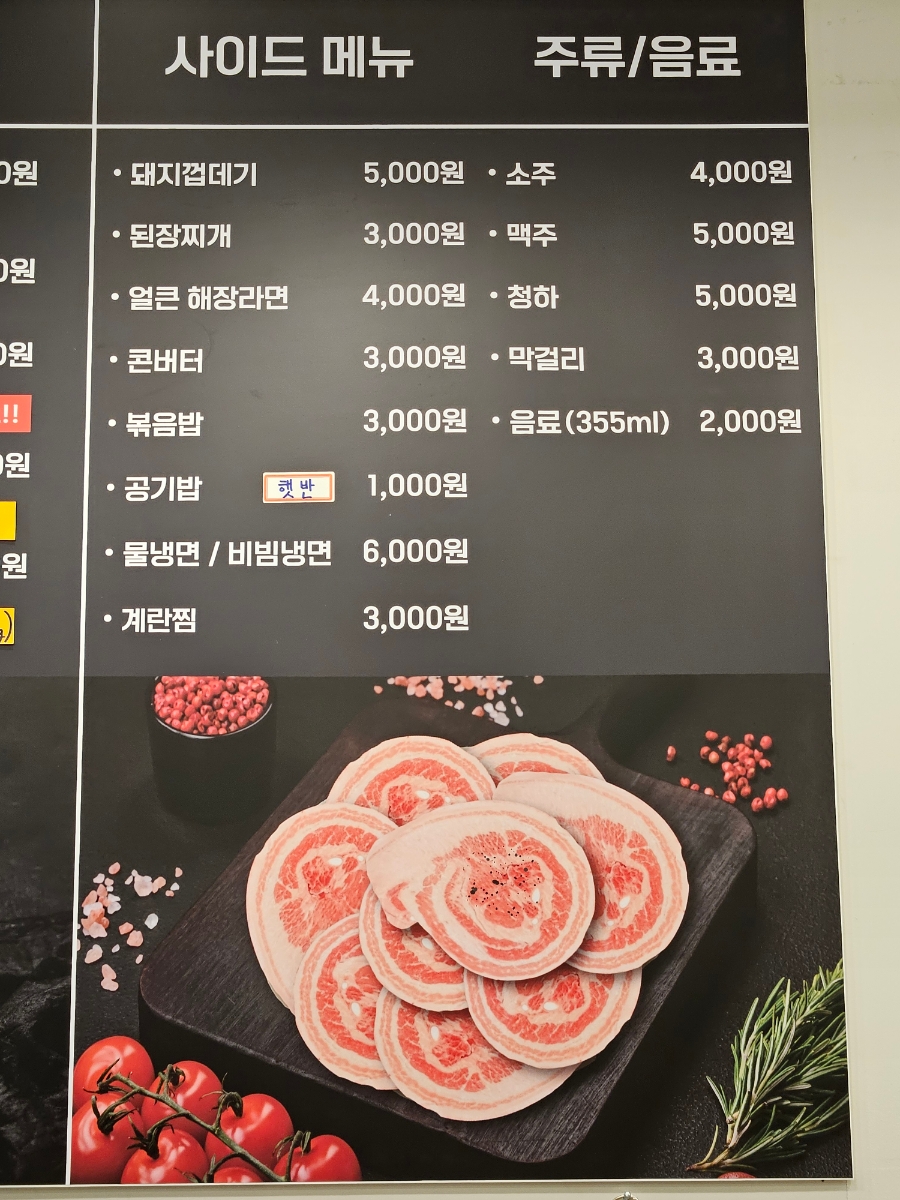 사이드 메뉴
돼지껍데기 5,000원
된장찌개 3,000원
얼큰 해장라면 4,000원
콘버터 3,000원
볶음밥 3,000원
공기밥 햇반 1,000원
물냉면 / 비빔냉면 6,000원
계란찜 3,000원
주류/음료
소주 4,000원
맥주 5,000원
청하 5,000원
막걸리 3,000원
음료(355ml) 2,000원